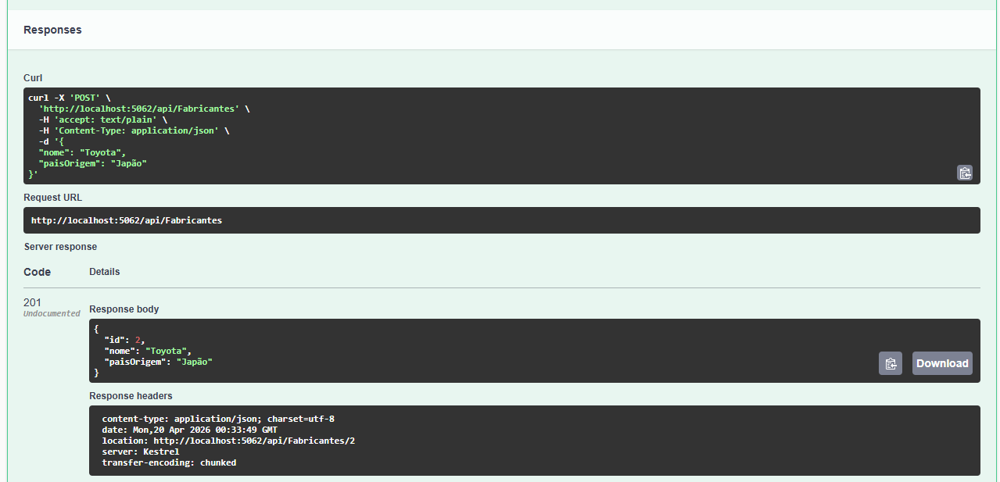 Responses
Curl
curl -X 'POST' \
  'http://localhost:5062/api/Fabricantes' \
  -H 'accept: text/plain' \
  -H 'Content-Type: application/json' \
  -d '{
  "nome": "Toyota",
  "paisOrigem": "Japão"
}'
Request URL
http://localhost:5062/api/Fabricantes
Server response
Code Details
201
Undocumented
Response body
{
  "id": 2,
  "nome": "Toyota",
  "paisOrigem": "Japão"
}
Download
Response headers
content-type: application/json; charset=utf-8
date: Mon,20 Apr 2026 00:33:49 GMT
location: http://localhost:5062/api/Fabricantes/2
server: Kestrel
transfer-encoding: chunked